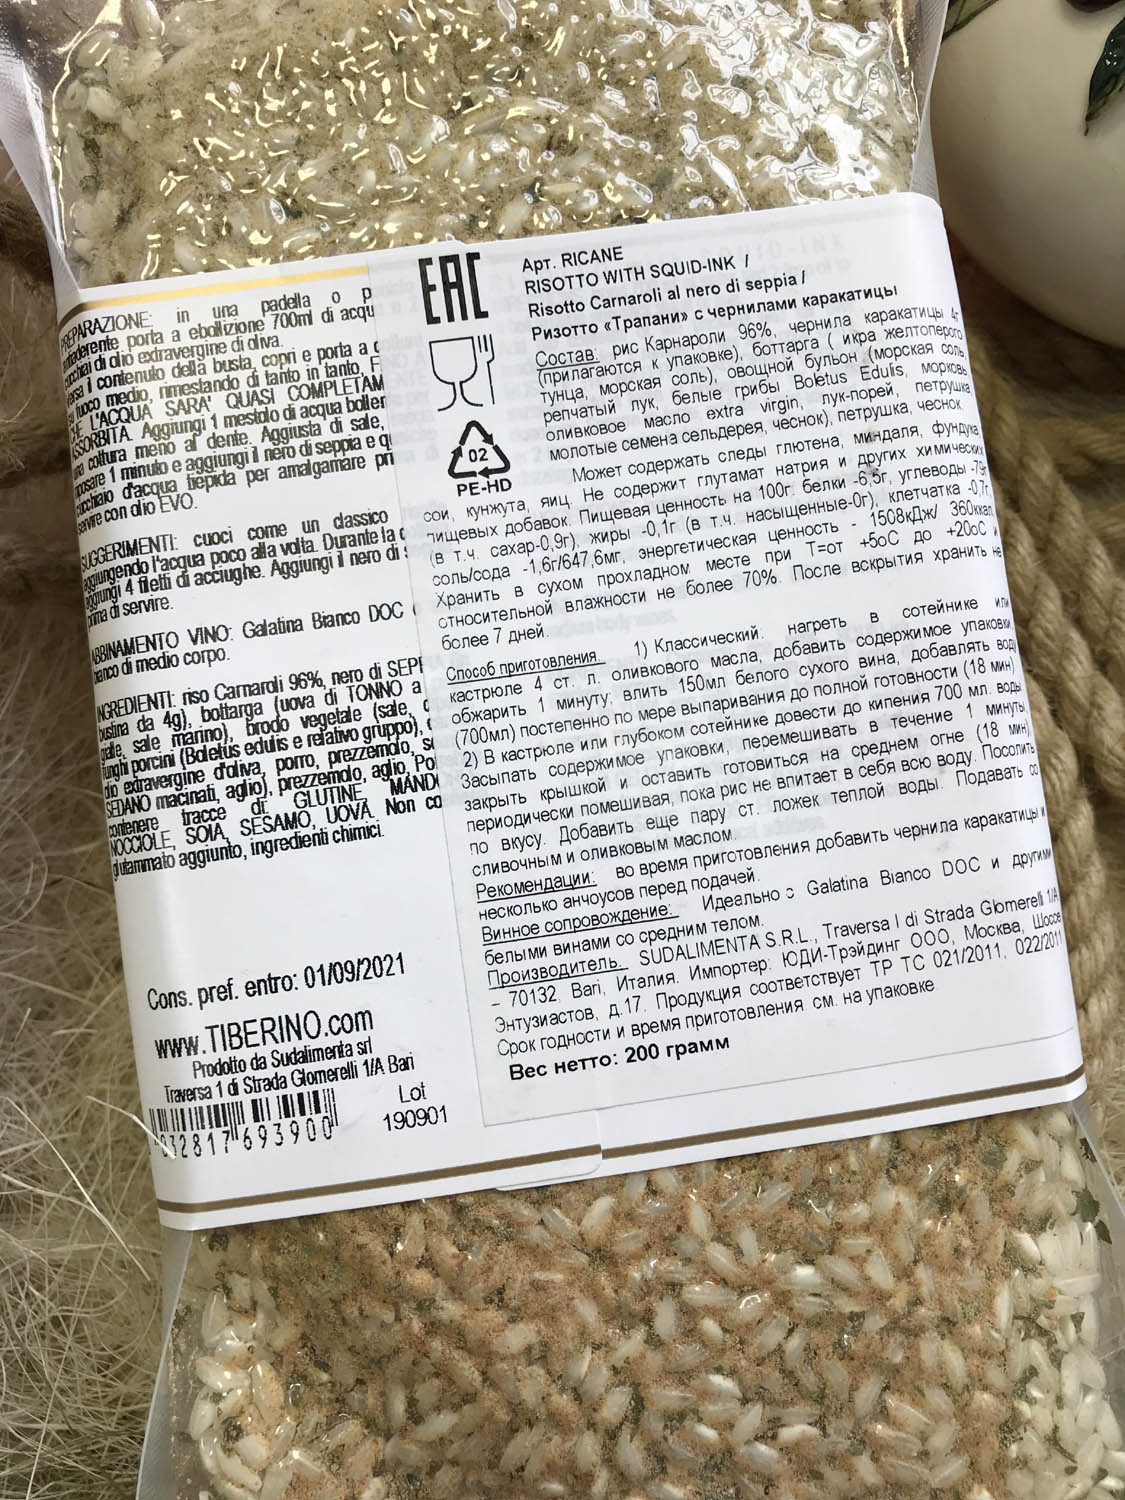 PREPARAZIONE: in una padella o p
porta a ebollizione 700ml di acqu
di olio extravergine di oliva.
il contenuto della busta, copri e porta a c
fuoco medio, rimestando di tanto in tanto, F
L'ACQUA SARA' QUASI COMPLETAM
ASSORBITA. Aggiungi 1 mestolo di acqua boller
cottura meno al dente. Aggiusta di sale,
1 minuto e aggiungi il nero di seppia e q
d'acqua tiepida per amalgamare pri
servire con olio EVO.
SUGGERIMENTI: cuoci come un classico
aggiungendo l'acqua poco alla volta. Durante la c
aggiungi 4 filetti di acciughe. Aggiungi il nero di s
prima di servire.
ABBINAMENTO VINO: Galatina Bianco DOC
bianco di medio corpo.
INGREDIENTI: riso Carnaroli 96%, nero di SEPP
bustina da 4g), bottarga (uova di TONNO a
gialle, sale marino), brodo vegetale (sale, c
funghi porcini (Boletus edulis e relativo gruppo),
olio extravergine d'oliva, porro, prezzemolo, s
SEDANO macinati, aglio), prezzemolo, aglio, Po
contenere tracce di: GLUTINE, MANDO
NOCCIOLE, SOIA, SESAMO, UOVA. Non co
glutammato aggiunto, ingredienti chimici.
Cons. pref. entro: 01/09/2021
www.TIBERINO.com
Prodotto da Sudalimenta srl
Traversa 1 di Strada Glomerelli 1/A Bari
Lot
190901
032817 693900
EAC
02
PE-HD
Арт. RICANE
RISOTTO WITH SQUID-INK /
Risotto Carnaroli al nero di seppia /
Ризотто «Трапани» с чернилами каракатицы
Состав: рис Карнароли 96%, чернила каракатицы 4г
(прилагаются к упаковке), боттарга ( икра желтоперого
тунца, морская соль), овощной бульон (морская соль,
репчатый лук, белые грибы Boletus Edulis, морковь,
оливковое масло extra virgin, лук-порей, петрушка,
молотые семена сельдерея, чеснок), петрушка, чеснок.
Может содержать следы глютена, миндаля, фундука,
сои, кунжута, яиц. Не содержит глутамат натрия и других химических
пищевых добавок. Пищевая ценность на 100г: белки -6,5г, углеводы -79г
(в т.ч. сахар-0,9г), жиры -0,1г (в т.ч. насыщенные-0г), клетчатка -0,7г,
соль/сода -1,6г/647,6мг, энергетическая ценность - 1508кДж/ 360ккал
Хранить в сухом прохладном месте при Т=от +5оС до +20оС и
относительной влажности не более 70%. После вскрытия хранить не
более 7 дней.
Способ приготовления. 1) Классический: нагреть в сотейнике или
кастрюле 4 ст. л. оливкового масла, добавить содержимое упаковки,
обжарить 1 минуту; влить 150мл белого сухого вина, добавлять воду
(700мл) постепенно по мере выпаривания до полной готовности (18 мин)
2) В кастрюле или глубоком сотейнике довести до кипения 700 мл. воды.
Засыпать содержимое упаковки, перемешивать в течение 1 минуты,
закрыть крышкой и оставить готовиться на среднем огне (18 мин),
периодически помешивая, пока рис не впитает в себя всю воду. Посолить
по вкусу. Добавить еще пару ст. ложек теплой воды. Подавать со
сливочным и оливковым маслом.
Рекомендации: во время приготовления добавить чернила каракатицы и
несколько анчоусов перед подачей.
Винное сопровождение: Идеально с Galatina Bianco DOC и другими
белыми винами со средним телом.
Производитель. SUDALIMENTA S.R.L., Traversa I di Strada Glomerelli 1/A
– 70132, Bari, Италия. Импортер: ЮДИ-Трэйдинг ООО, Москва, Шоссе
Энтузиастов, д.17. Продукция соответствует ТР ТС 021/2011, 022/2011
Срок годности и время приготовления см. на упаковке
Вес нетто: 200 грамм